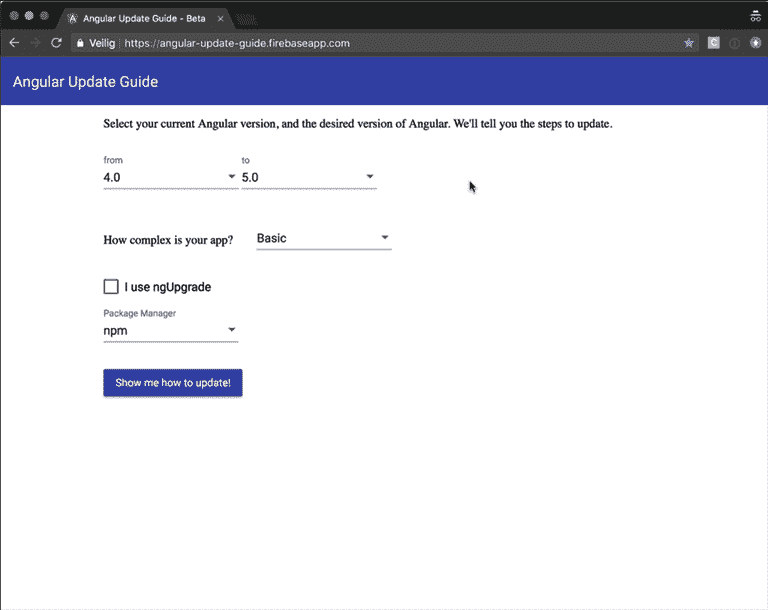 Angular Update Guide - Beta
Veilig https://angular-update-guide.firebaseapp.com
C
Angular Update Guide
Select your current Angular version, and the desired version of Angular. We'll tell you the steps to update.
from to
4.0 5.0
How complex is your app? Basic
I use ngUpgrade
Package Manager
npm
Show me how to update!